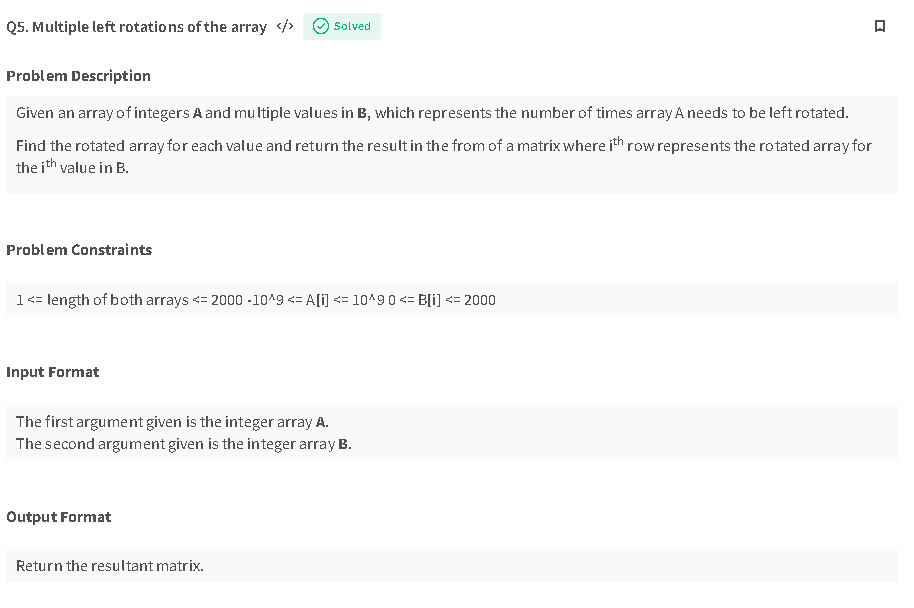 Q5. Multiple left rotations of the array </> Solved
Problem Description
Given an array of integers A and multiple values in B, which represents the number of times array A needs to be left rotated.
Find the rotated array for each value and return the result in the from of a matrix where ith row represents the rotated array for
the ith value in B.
Problem Constraints
1 <= length of both arrays <= 2000 -10^9 <= A[i] <= 10^9 0 <= B[i] <= 2000
Input Format
The first argument given is the integer array A.
The second argument given is the integer array B.
Output Format
Return the resultant matrix.